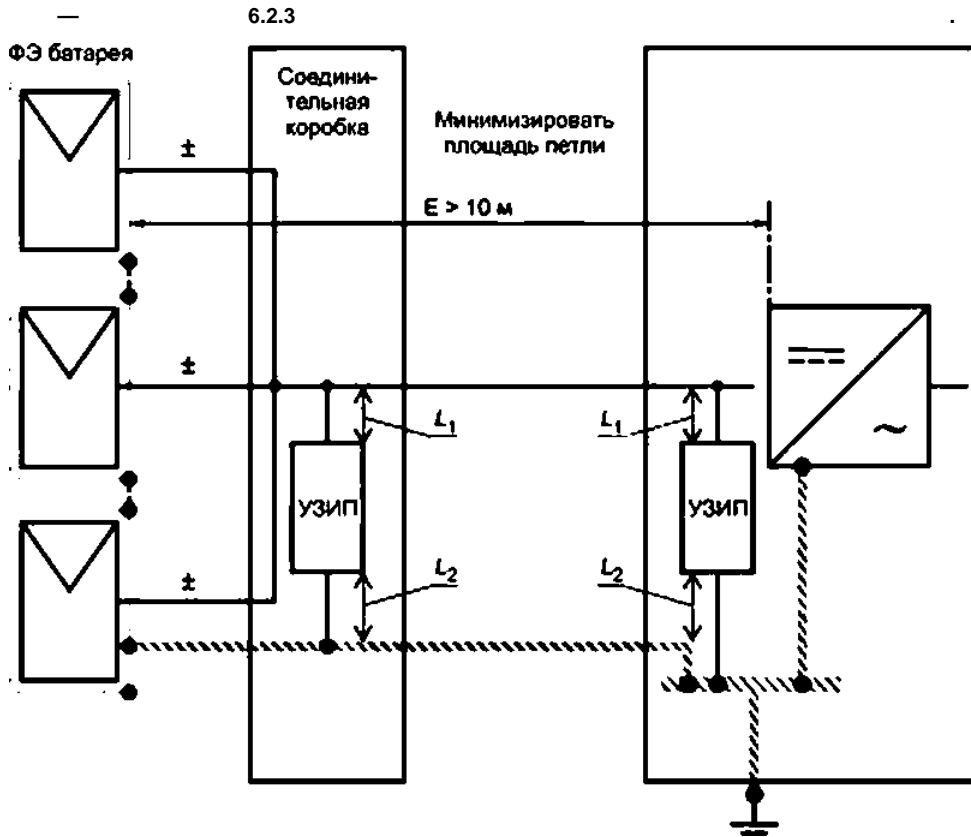 — 6.2.3 .
ФЭ батарея
Соедини-
тельная
коробка
Минимизировать
площадь петли
±
E > 10 м
±
L1
L1
УЗИП
УЗИП
~
±
L2
L2